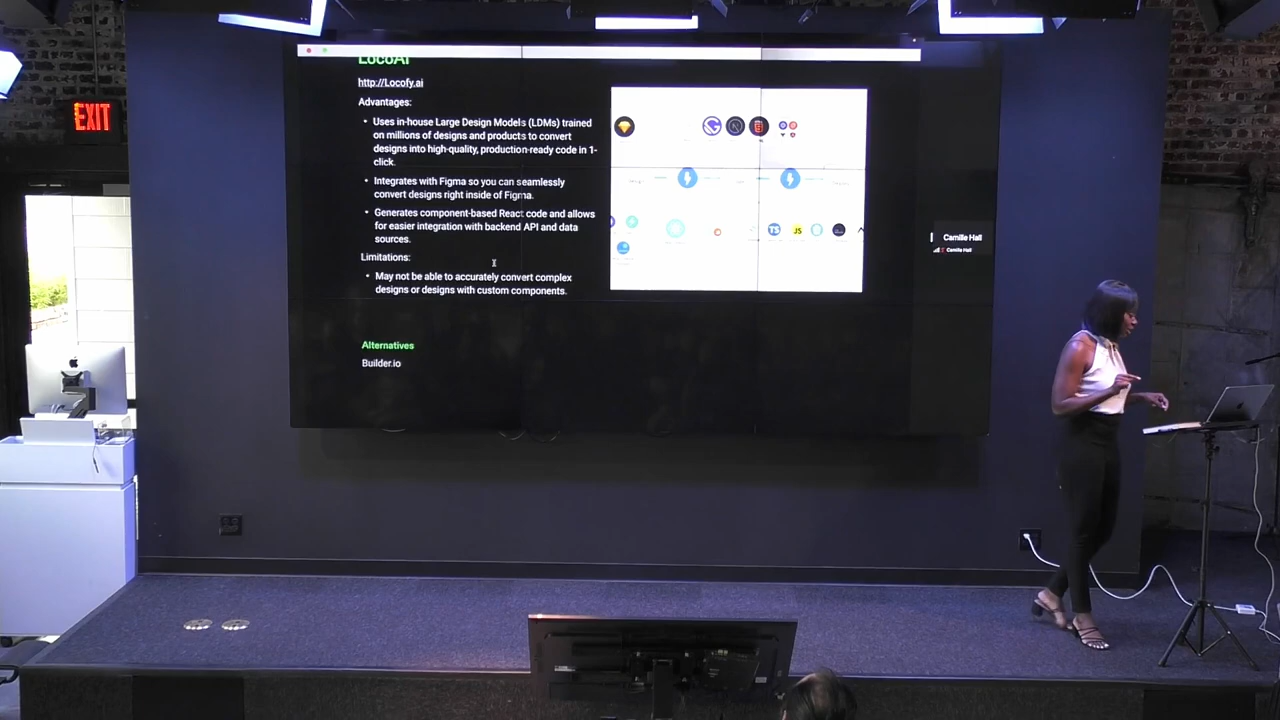 EXIT
LocoAI
http://Locofy.ai
Advantages:
• Uses in-house Large Design Models (LDMs) trained
on millions of designs and products to convert
designs into high-quality, production-ready code in 1-
click.
• Integrates with Figma so you can seamlessly
convert designs right inside of Figma.
• Generates component-based React code and allows
for easier integration with backend API and data
sources.
Limitations:
• May not be able to accurately convert complex
designs or designs with custom components.
Alternatives
Builder.io
TS
JS
Camille Hall
Camille Hall